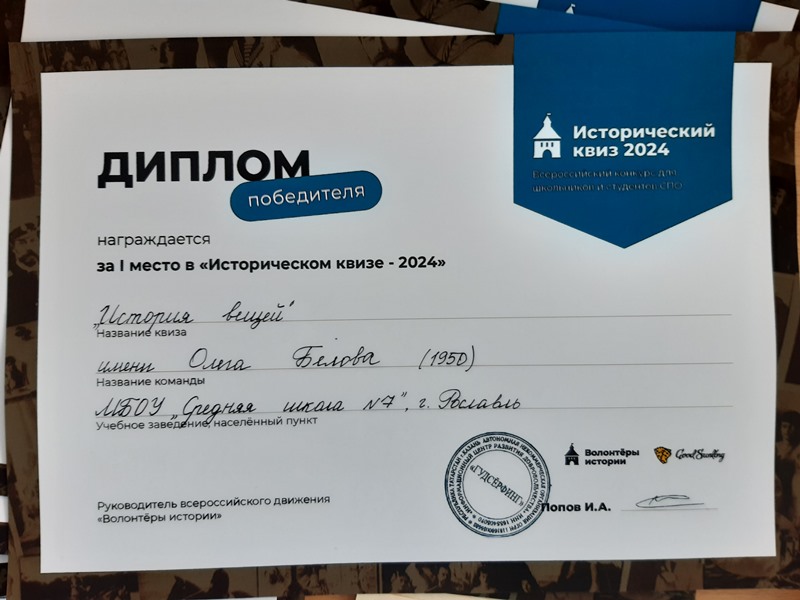 Исторический
квиз 2024
Всероссийский конкурс для
школьников и студентов СПО
ДИПЛОМ
победителя
награждается
за I место в «Историческом квизе - 2024»
„История вещей"
Название квиза
имени Олега Белова (1950)
Название команды
МБОУ „Средняя школа №7", г. Рославль
Учебное заведение, населённый пункт
Волонтёры
истории
GoodSurfing
«ГУДСЁРФИНГ»
Руководитель всероссийского движения
«Волонтёры истории»
Попов И.А.